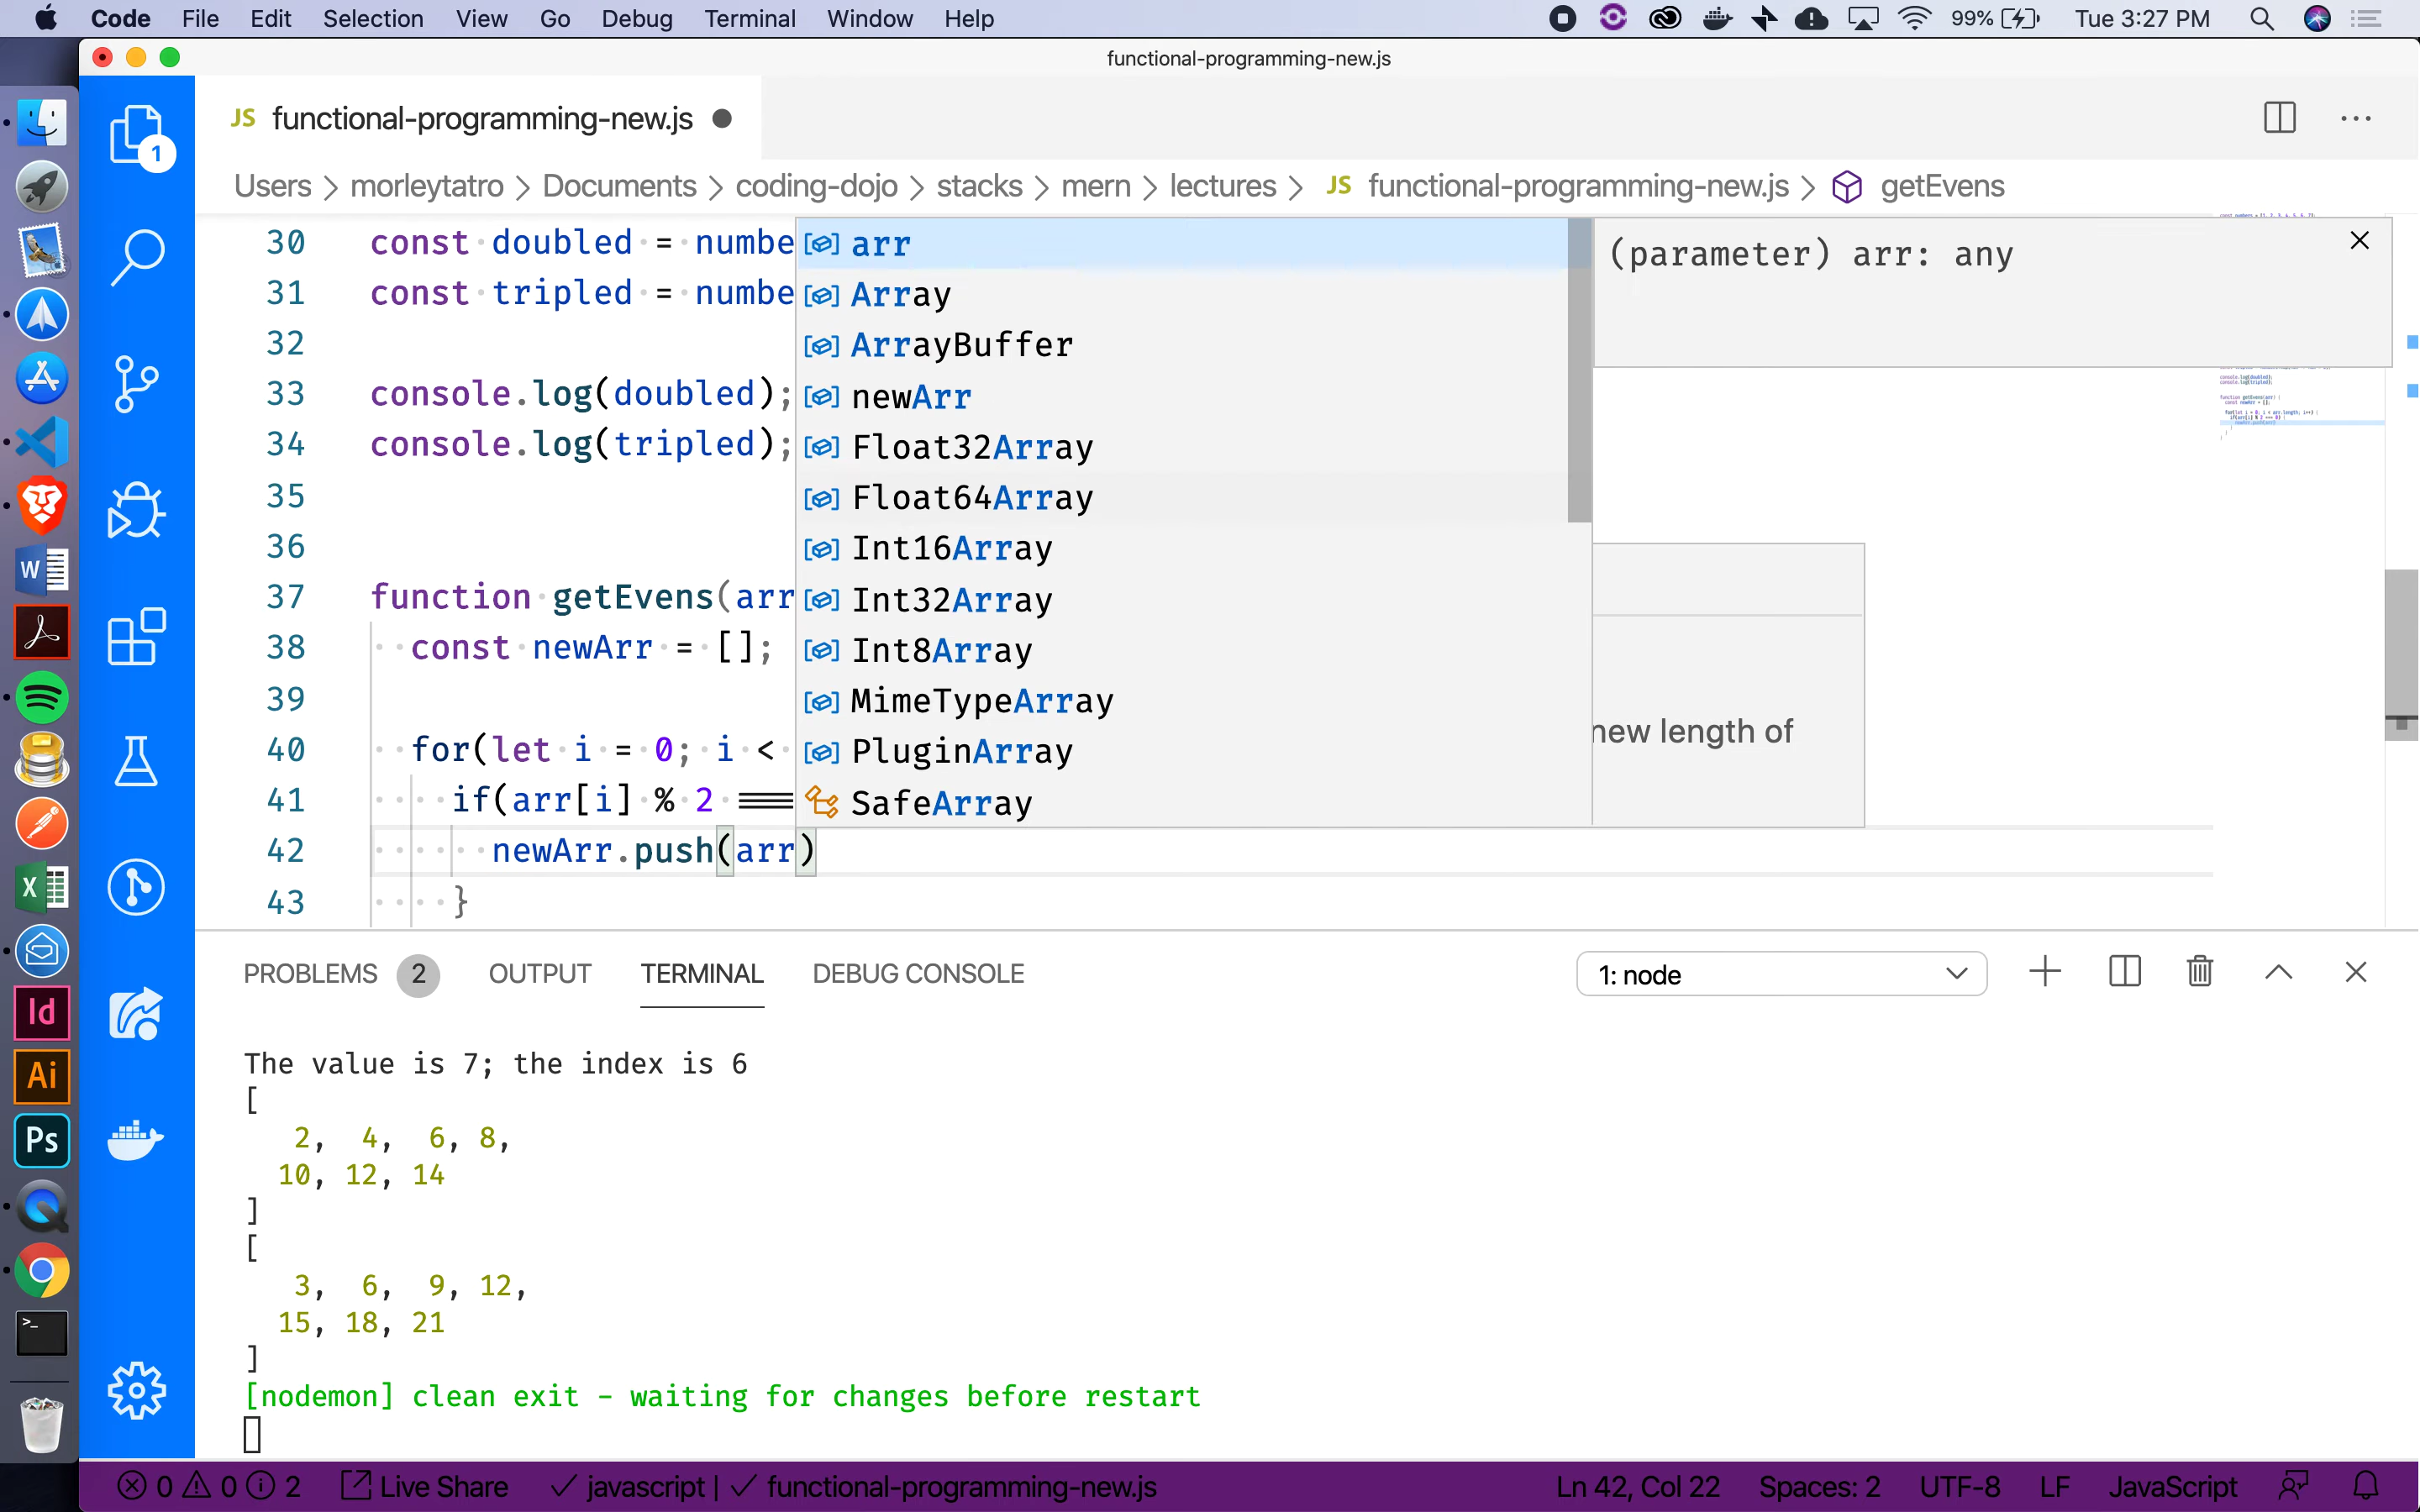 Code File Edit Selection View Go Debug Terminal Window Help 99% Tue 3:27 PM
functional-programming-new.js
JS functional-programming-new.js
1
Users > morleytatro > Documents > coding-dojo > stacks > mern > lectures > JS functional-programming-new.js > getEvens
30 const doubled = numbe
31 const tripled = numbe
32
33 console.log(doubled);
34 console.log(tripled);
35
36
37 function getEvens(arr
38 const newArr = [];
39
40 for(let i = 0; i <
41 if(arr[i] % 2 ===
42 newArr.push(arr)
43 }
arr
Array
ArrayBuffer
newArr
Float32Array
Float64Array
Int16Array
Int32Array
Int8Array
MimeTypeArray
PluginArray
SafeArray
(parameter) arr: any
new length of
PROBLEMS 2 OUTPUT TERMINAL DEBUG CONSOLE 1: node
The value is 7; the index is 6
[
2, 4, 6, 8,
10, 12, 14
]
[
3, 6, 9, 12,
15, 18, 21
]
[nodemon] clean exit - waiting for changes before restart
W
X
Id
Ai
Ps
>_
0 0 2 Live Share ✓ javascript | ✓ functional-programming-new.js Ln 42, Col 22 Spaces: 2 UTF-8 LF JavaScript